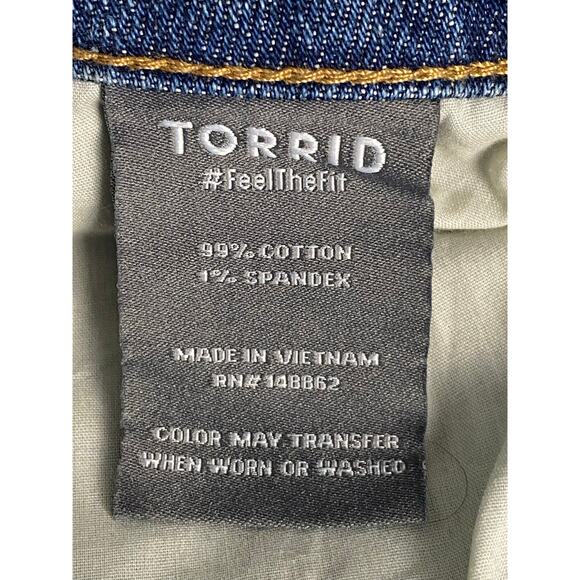 TORRID
#FeelTheFit
99% COTTON
1% SPANDEX
MADE IN VIETNAM
RN# 148862
COLOR MAY TRANSFER
WHEN WORN OR WASHED